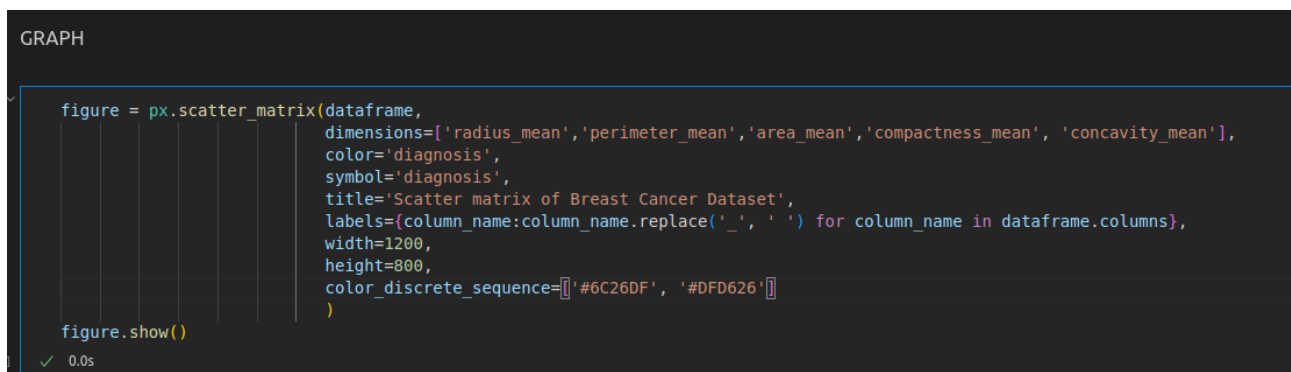 GRAPH
figure = px.scatter_matrix(dataframe,
dimensions=['radius_mean','perimeter_mean','area_mean','compactness_mean', 'concavity_mean'],
color='diagnosis',
symbol='diagnosis',
title='Scatter matrix of Breast Cancer Dataset',
labels={column_name:column_name.replace('_', ' ') for column_name in dataframe.columns},
width=1200,
height=800,
color_discrete_sequence=['#6C26DF', '#DFD626']
)
figure.show()
✓ 0.0s